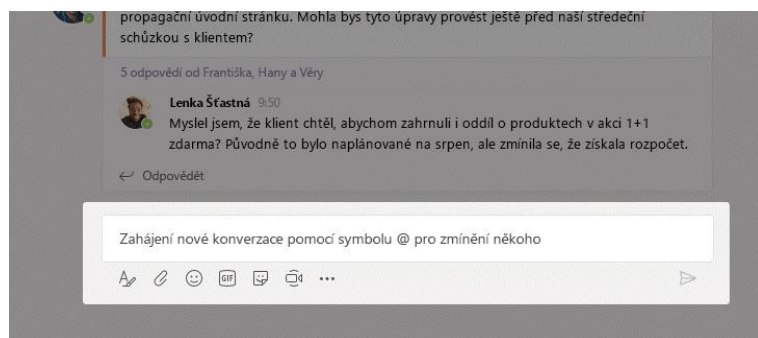 propagační úvodní stránku. Mohla bys tyto úpravy provést ještě před naší středeční
schůzkou s klientem?
5 odpovědí od Františka, Hany a Věry
Lenka Šťastná 9:50
Myslel jsem, že klient chtěl, abychom zahrnuli i oddíl o produktech v akci 1+1
zdarma? Původně to bylo naplánované na srpen, ale zmínila se, že získala rozpočet.
Odpovědět
Zahájení nové konverzace pomocí symbolu @ pro zmínění někoho
GIF